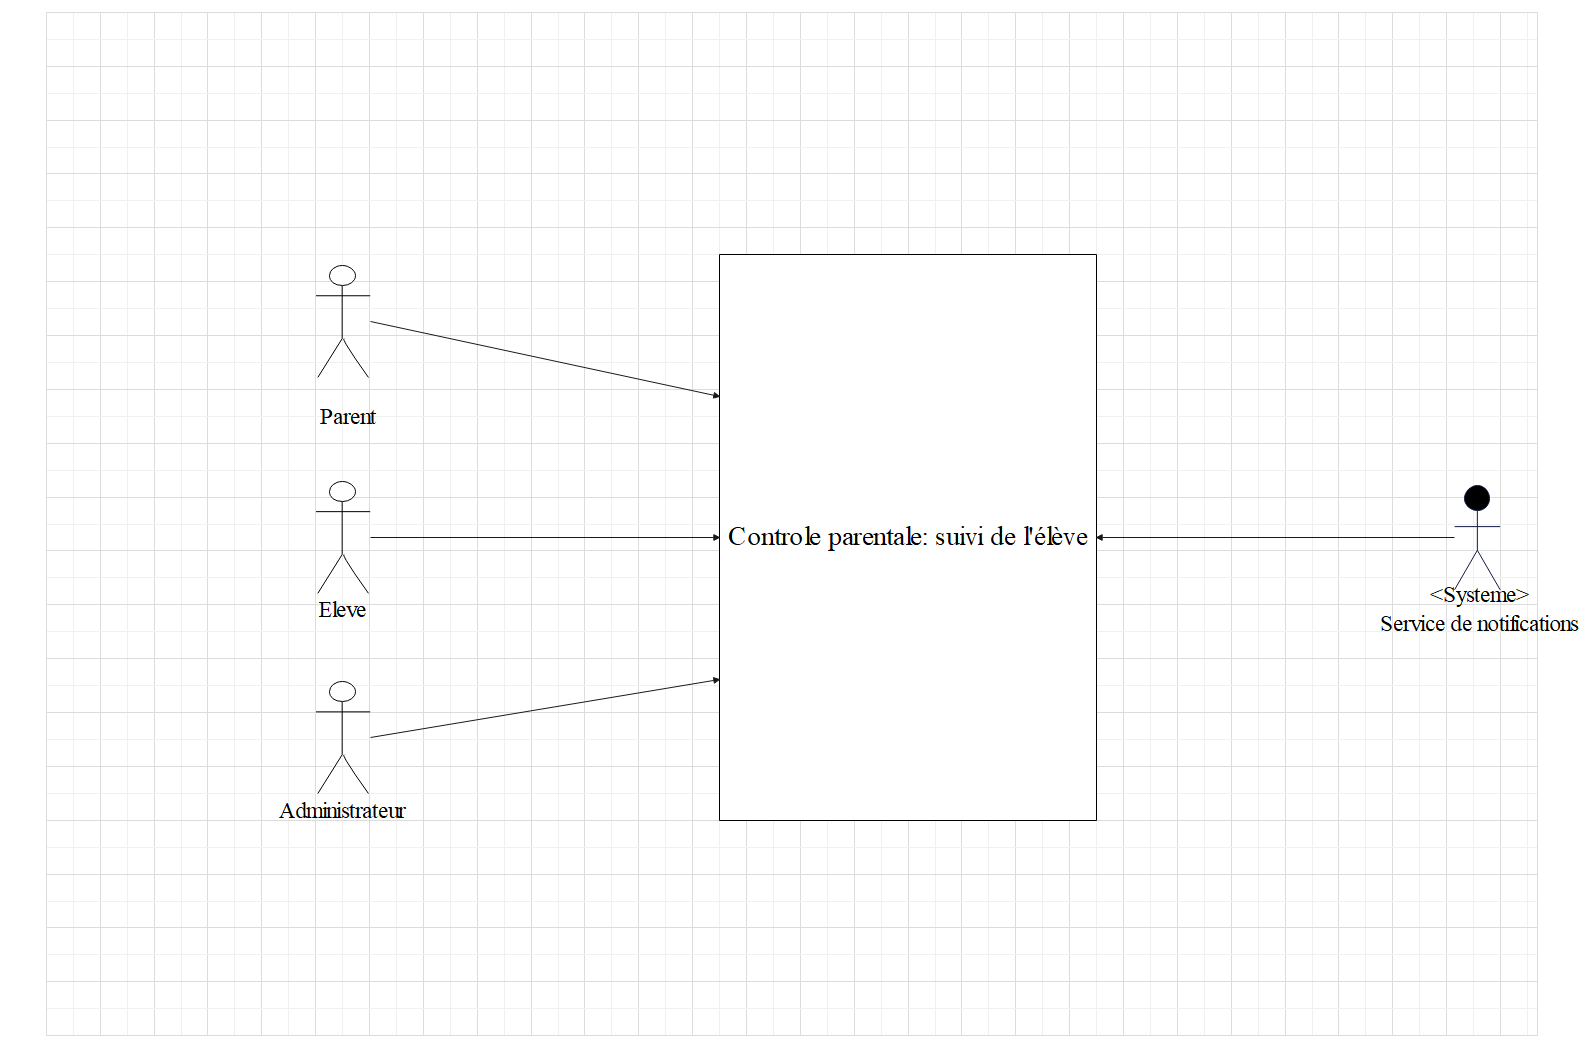 Parent
Eleve
Controle parentale: suivi de l'élève
<Systeme>
Service de notifications
Administrateur